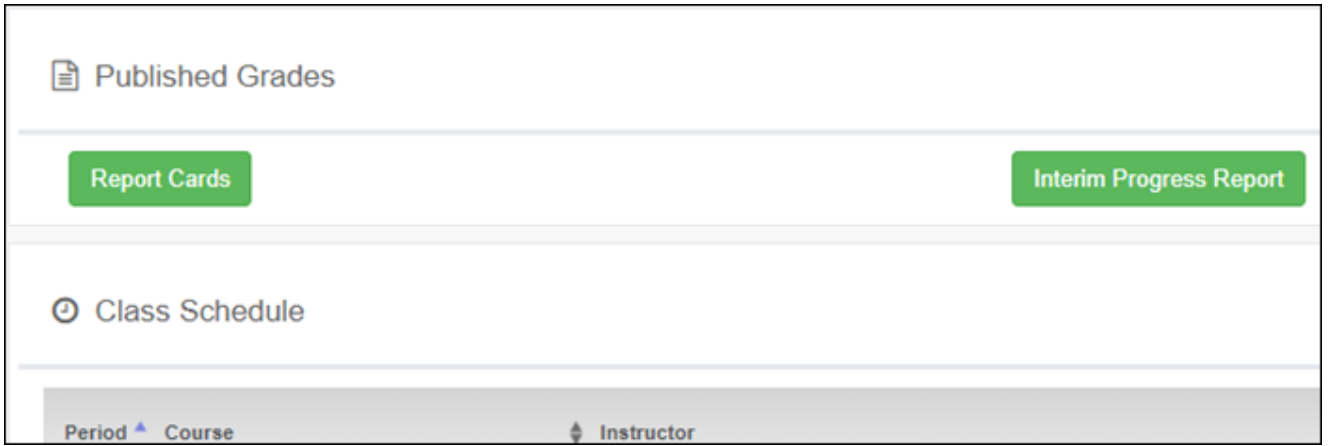 Published Grades
Report Cards Interim Progress Report
Class Schedule
Period Course Instructor